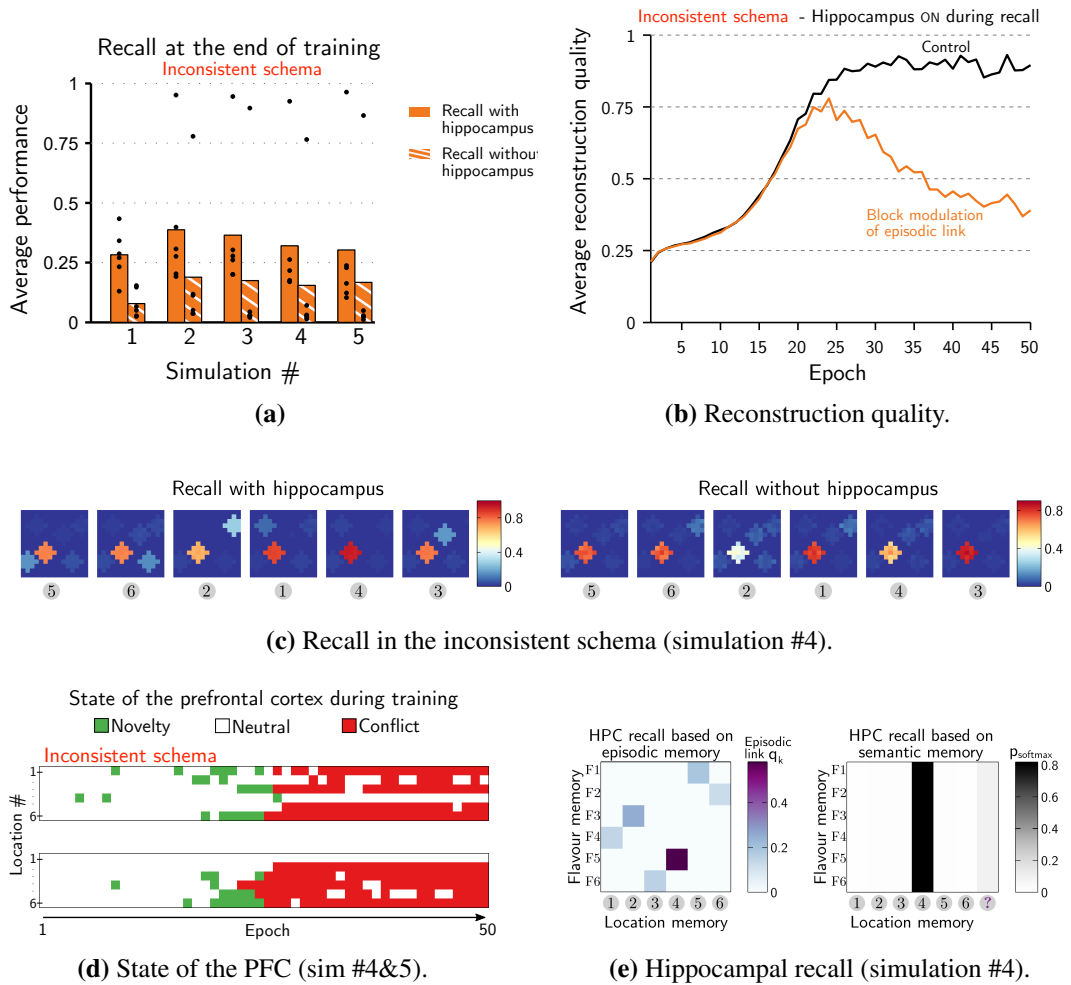 Recall at the end of training
Inconsistent schema
1
0.75
0.5
0.25
0
Average performance
1 2 3 4 5
Simulation #
Recall with
hippocampus
Recall without
hippocampus
(a)
Inconsistent schema - Hippocampus ON during recall
1
0.75
0.5
0.25
0
Average reconstruction quality
Control
Block modulation
of episodic link
5 10 15 20 25 30 35 40 45 50
Epoch
(b) Reconstruction quality.
Recall with hippocampus
5 6 2 1 4 3
0.8
0.4
0
Recall without hippocampus
5 6 2 1 4 3
0.8
0.4
0
(c) Recall in the inconsistent schema (simulation #4).
State of the prefrontal cortex during training
Novelty Neutral Conflict
Inconsistent schema
Location #
1
6
1
6
1 Epoch 50
(d) State of the PFC (sim #4&5).
HPC recall based on
episodic memory
Episodic
link qk
Flavour memory
F1
F2
F3
F4
F5
F6
1 2 3 4 5 6
Location memory
0.4
0.2
0
HPC recall based on
semantic memory
psoftmax
Flavour memory
F1
F2
F3
F4
F5
F6
1 2 3 4 5 6 ?
Location memory
0.8
0.6
0.4
0.2
0
(e) Hippocampal recall (simulation #4).